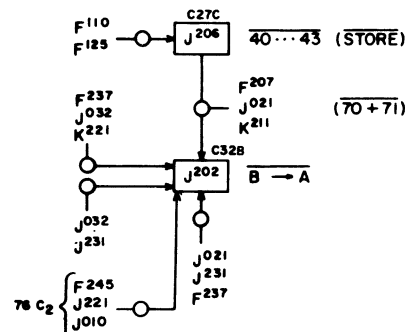 C27C
F110
F125
J206
40 ··· 43 (STORE)
F207
J021
K211
(70 + 71)
F237
J032
K221
C32B
J202
B → A
J032
J231
J021
J231
F237
76 C2 { F245
J221
J010